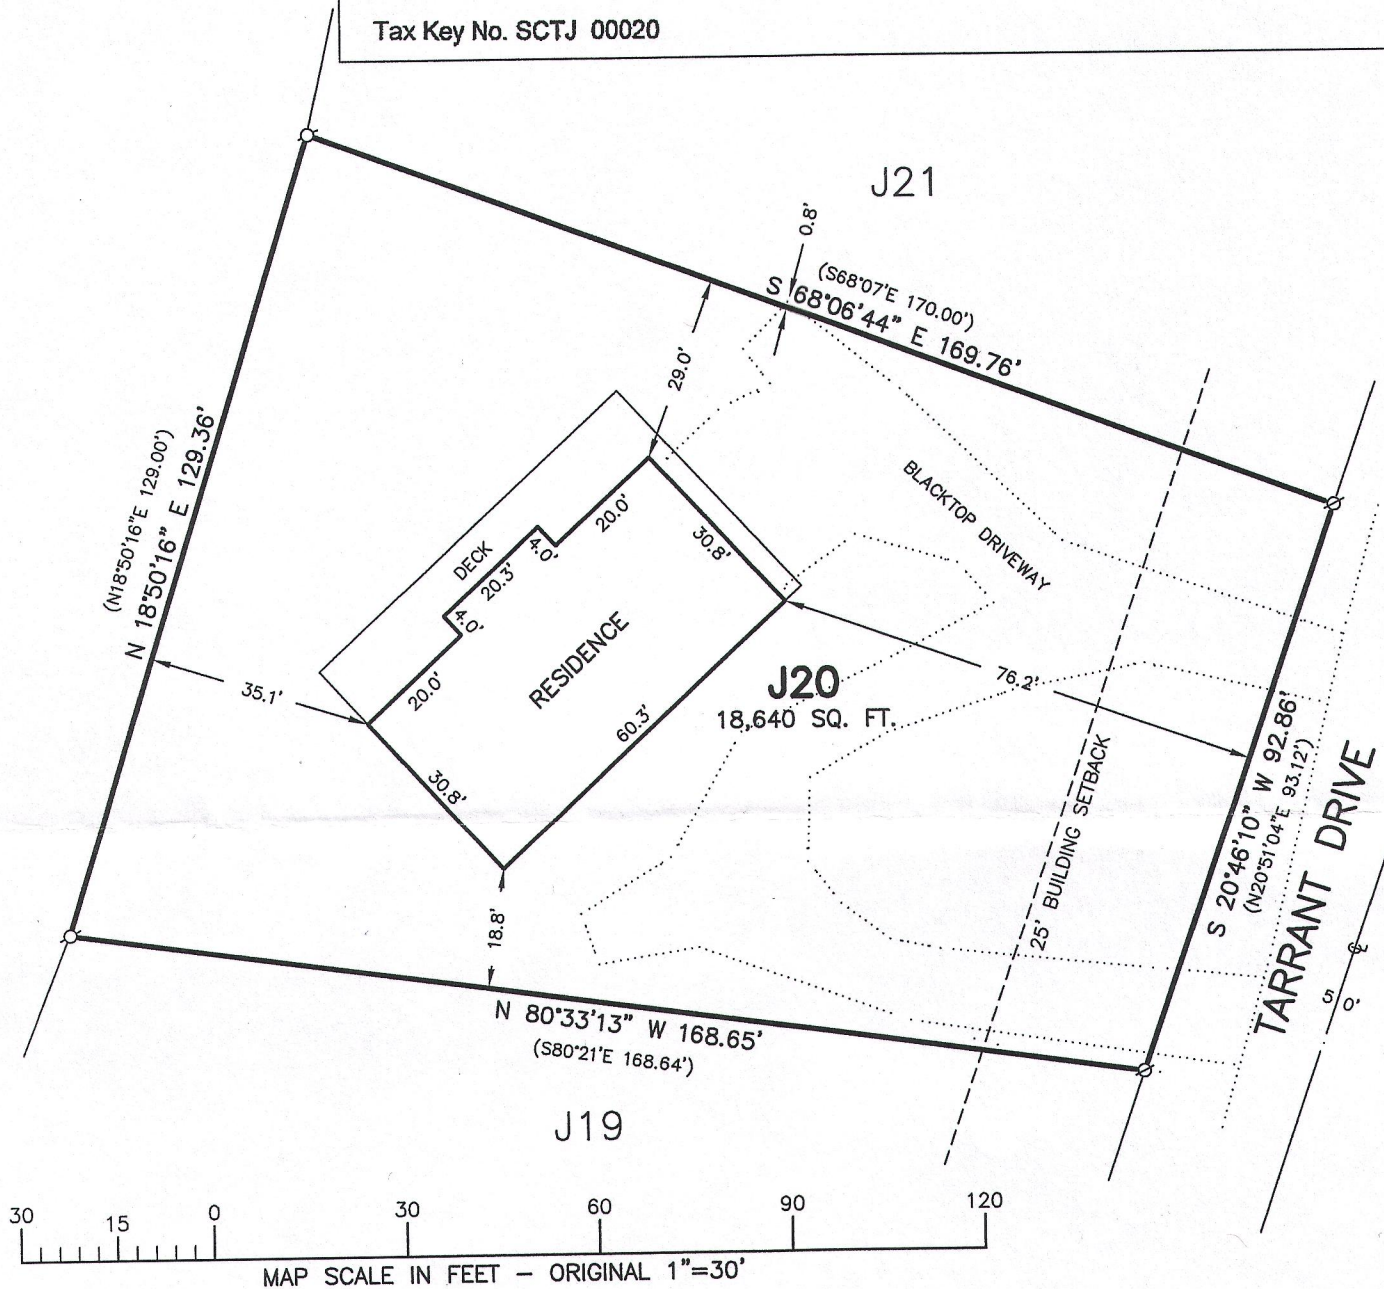 Tax Key No. SCTJ 00020
J21
0.8'
(S68°07'E 170.00')
S 68°06'44" E 169.76'
29.0'
(N18°50'16"E 129.00')
N 18°50'16" E 129.36'
BLACKTOP DRIVEWAY
DECK
20.0'
4.0'
20.3'
4.0'
20.0'
30.8'
RESIDENCE
35.1'
J20
18,640 SQ. FT.
76.2'
60.3'
30.8'
25' BUILDING SETBACK
S 20°46'10" W 92.86'
(N20°51'04"E 93.12')
TARRANT DRIVE
50'
18.8'
N 80°33'13" W 168.65'
(S80°21'E 168.64')
J19
30 15 0 30 60 90 120
MAP SCALE IN FEET – ORIGINAL 1"=30'